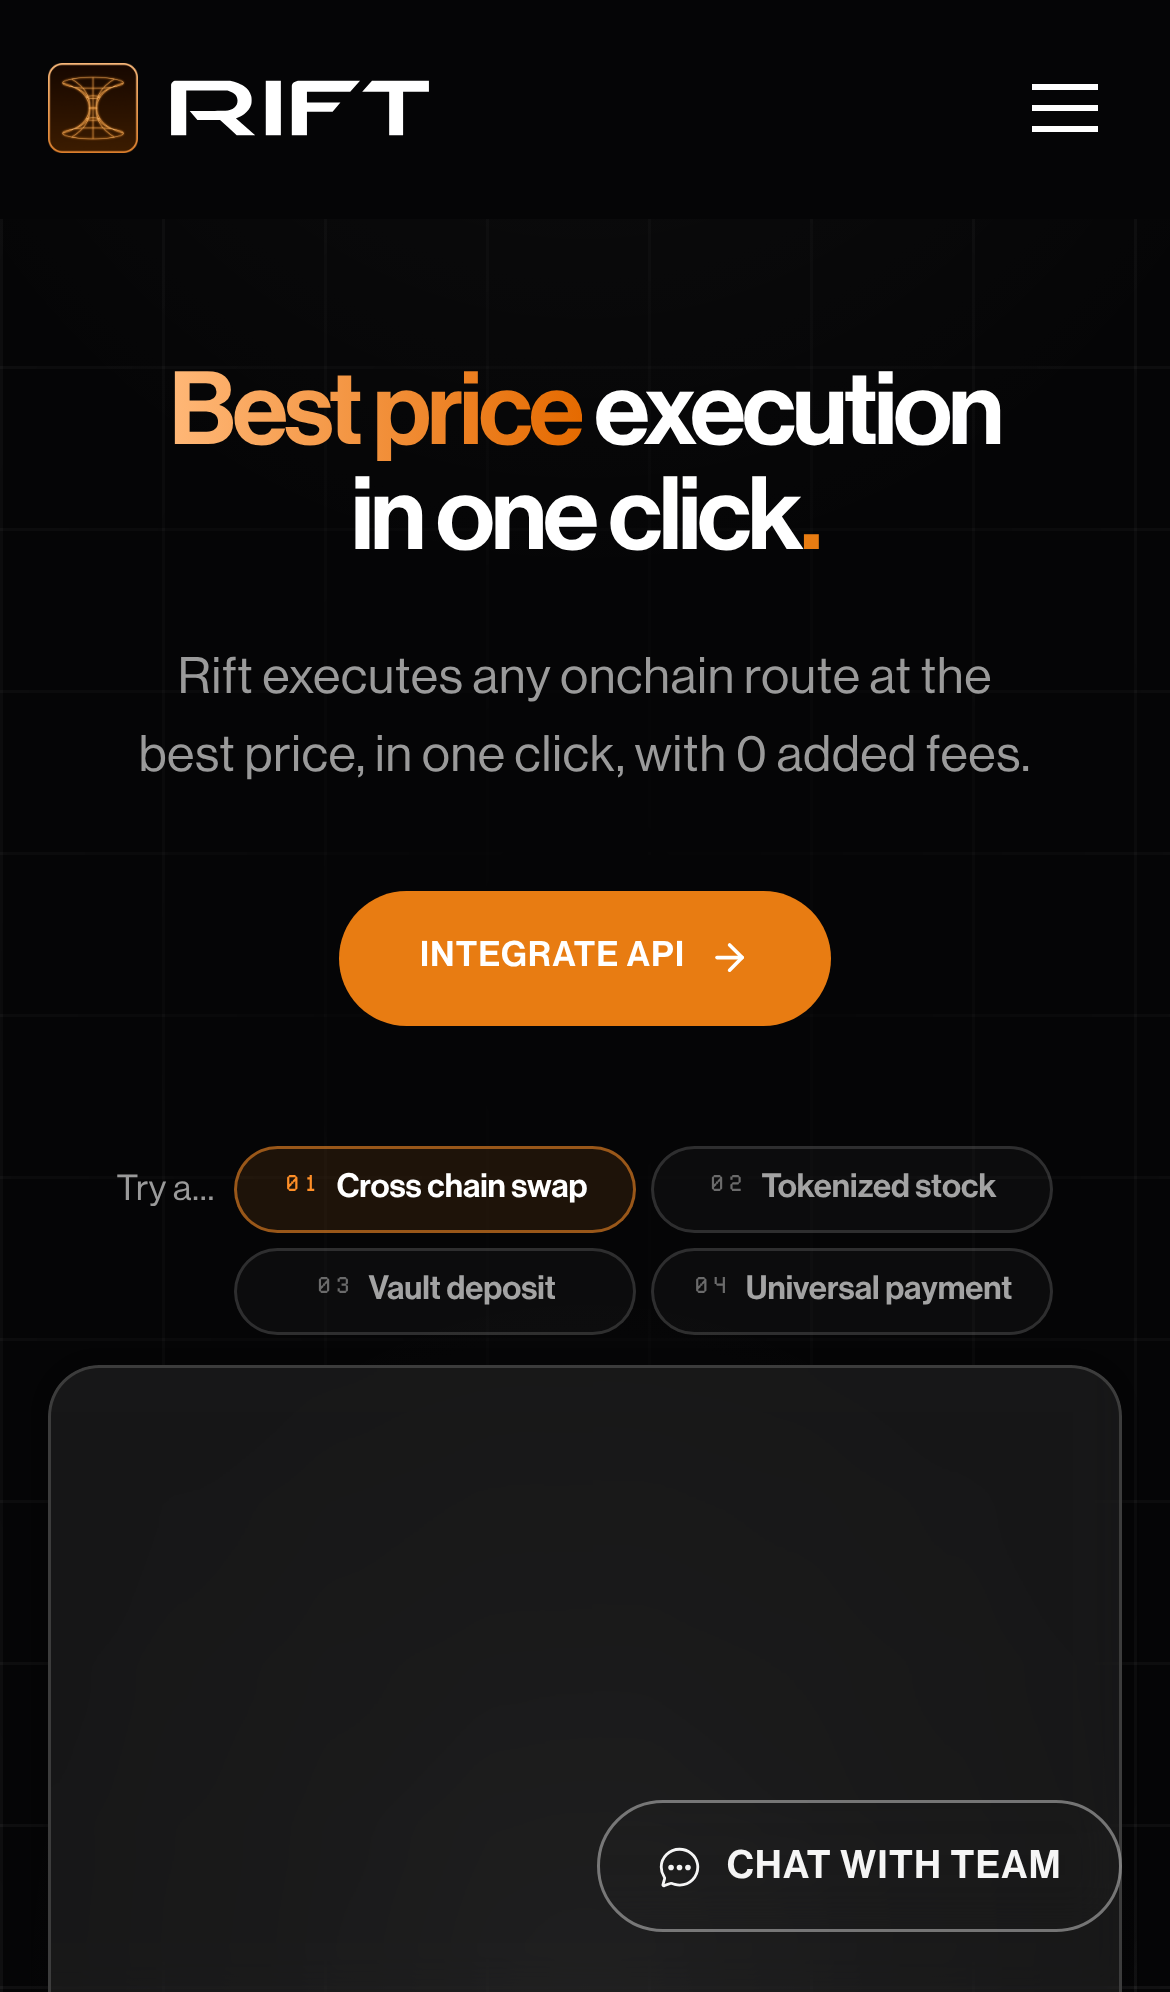 RIFT
Best price execution
in one click.
Rift executes any onchain route at the
best price, in one click, with 0 added fees.
INTEGRATE API
Try a...
01 Cross chain swap
02 Tokenized stock
03 Vault deposit
04 Universal payment
CHAT WITH TEAM